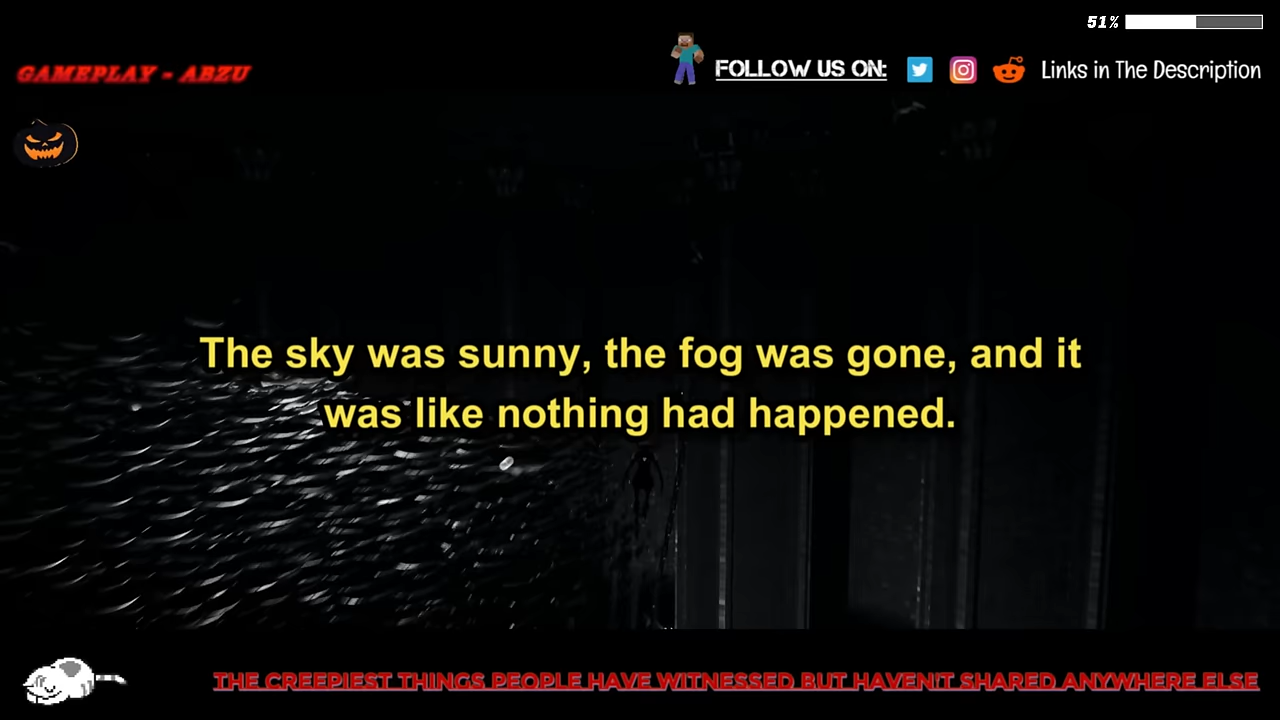 51%
GAMEPLAY - ABZU
FOLLOW US ON:
Links in The Description
The sky was sunny, the fog was gone, and it
was like nothing had happened.
THE CREEPIEST THINGS PEOPLE HAVE WITNESSED BUT HAVEN'T SHARED ANYWHERE ELSE